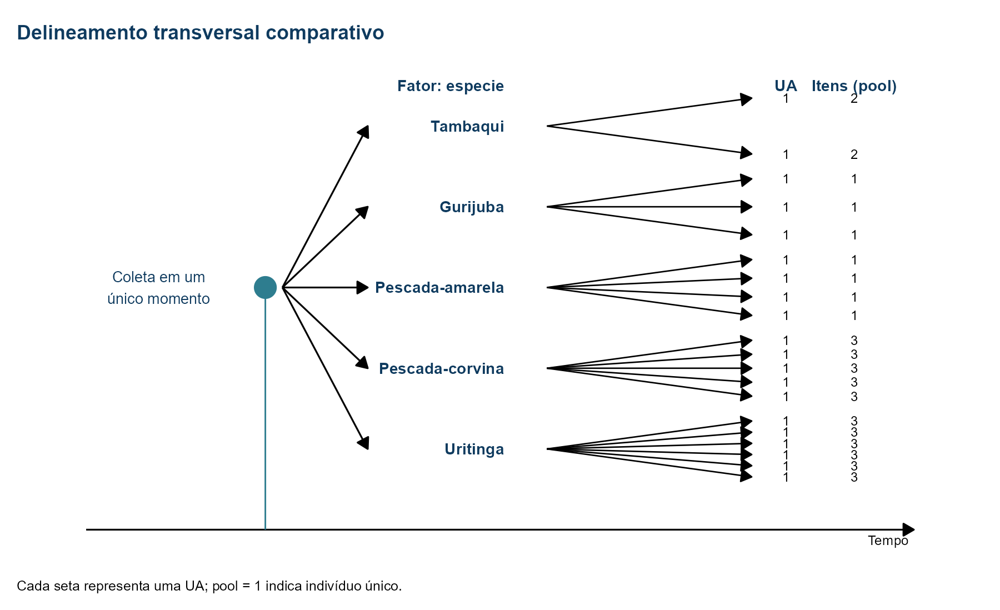 Delineamento transversal comparativo
Fator: especie
UA Itens (pool)
1 2
Tambaqui
1 2
1 1
Gurijuba
1 1
1 1
1 1
Coleta em um
único momento
1 1
Pescada-amarela
1 1
1 1
1 3
1 3
Pescada-corvina
1 3
1 3
1 3
1 3
1 3
1 3
Uritinga
1 3
1 3
1 3
Tempo
Cada seta representa uma UA; pool = 1 indica indivíduo único.